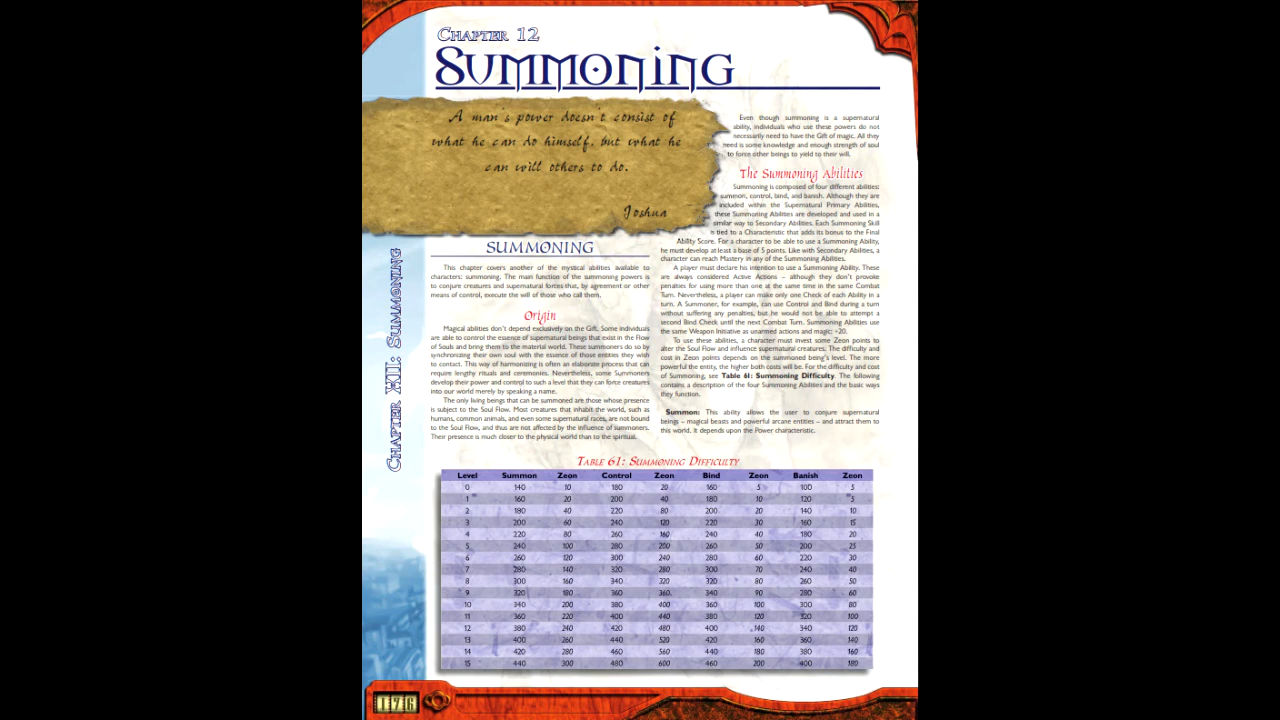 CHAPTER 12
SUMMONING
A man's power doesn't consist of
what he can do himself, but what he
can will others to do.
Joshua
SUMMONING
This chapter covers another of the mystical abilities available to
characters: summoning. The main function of the summoning powers is
to conjure creatures and supernatural forces that, by agreement or other
means of control, execute the will of those who call them.
Origin
Magical abilities don't depend exclusively on the Gift. Some individuals
are able to control the essence of supernatural beings that exist in the Flow
of Souls and bring them to the material world. These summoners do so by
synchronizing their own soul with the essence of those entities they wish
to contact. This way of harmonizing is often an elaborate process that can
require lengthy rituals and ceremonies. Nevertheless, some Summoners
develop their power and control to such a level that they can force creatures
into our world merely by speaking a name.
The only living beings that can be summoned are those whose presence
is subject to the Soul Flow. Most creatures that inhabit the world, such as
humans, common animals, and even some supernatural races, are not bound
to the Soul Flow, and thus are not affected by the influence of summoners.
Their presence is much closer to the physical world than to the spiritual.
Even though summoning is a supernatural
ability, individuals who use these powers do not
necessarily need to have the Gift of magic. All they
need is some knowledge and enough strength of soul
to force other beings to yield to their will.
The Summoning Abilities
Summoning is composed of four different abilities:
summon, control, bind, and banish. Although they are
included within the Supernatural Primary Abilities,
these Summoning Abilities are developed and used in a
similar way to Secondary Abilities. Each Summoning Skill
is tied to a Characteristic that adds its bonus to the Final
Ability Score. For a character to be able to use a Summoning Ability,
he must develop at least a base of 5 points. Like with Secondary Abilities, a
character can reach Mastery in any of the Summoning Abilities.
A player must declare his intention to use a Summoning Ability. These
are always considered Active Actions – although they don't provoke
penalties for using more than one at the same time in the same Combat
Turn. Nevertheless, a player can make only one Check of each Ability in a
turn. A Summoner, for example, can use Control and Bind during a turn
without suffering any penalties, but he would not be able to attempt a
second Bind Check until the next Combat Turn. Summoning Abilities use
the same Weapon Initiative as unarmed actions and magic: +20.
To use these abilities, a character must invest some Zeon points to
alter the Soul Flow and influence supernatural creatures. The difficulty and
cost in Zeon points depends on the summoned being's level. The more
powerful the entity, the higher both costs will be. For the difficulty and cost
of Summoning, see Table 61: Summoning Difficulty. The following
contains a description of the four Summoning Abilities and the basic ways
they function.
Summon: This ability allows the user to conjure supernatural
beings – magical beasts and powerful arcane entities – and attract them to
this world. It depends upon the Power characteristic.
CHAPTER XII: SUMMONING
TABLE 61: SUMMONING DIFFICULTY
Level Summon Zeon Control Zeon Bind Zeon Banish Zeon
0 140 10 180 20 160 5 100 5
1 160 20 200 40 180 10 120 5
2 180 40 220 80 200 20 140 10
3 200 60 240 120 220 30 160 15
4 220 80 260 160 240 40 180 20
5 240 100 280 200 260 50 200 25
6 260 120 300 240 280 60 220 30
7 280 140 320 280 300 70 240 40
8 300 160 340 320 320 80 260 50
9 320 180 360 360 340 90 280 60
10 340 200 380 400 360 100 300 80
11 360 220 400 440 380 120 320 100
12 380 240 420 480 400 140 340 120
13 400 260 440 520 420 160 360 140
14 420 280 460 560 440 180 380 160
15 440 300 480 600 460 200 400 180
176